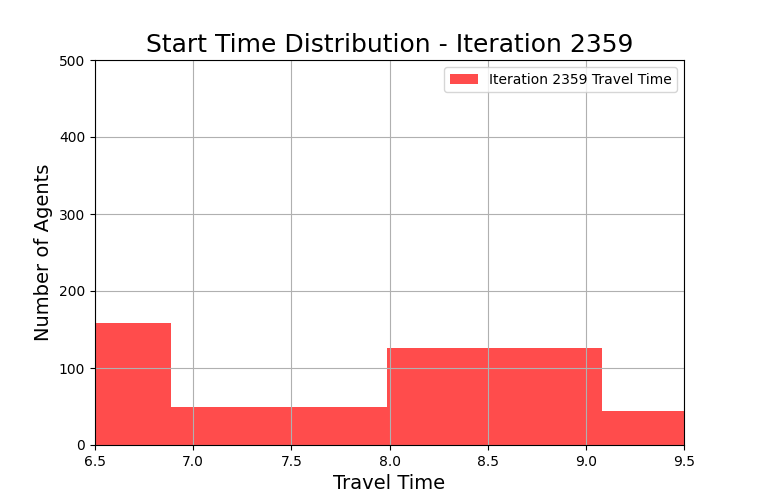 Start Time Distribution - Iteration 2359
Iteration 2359 Travel Time
Number of Agents
500
400
300
200
100
0
6.5 7.0 7.5 8.0 8.5 9.0 9.5
Travel Time